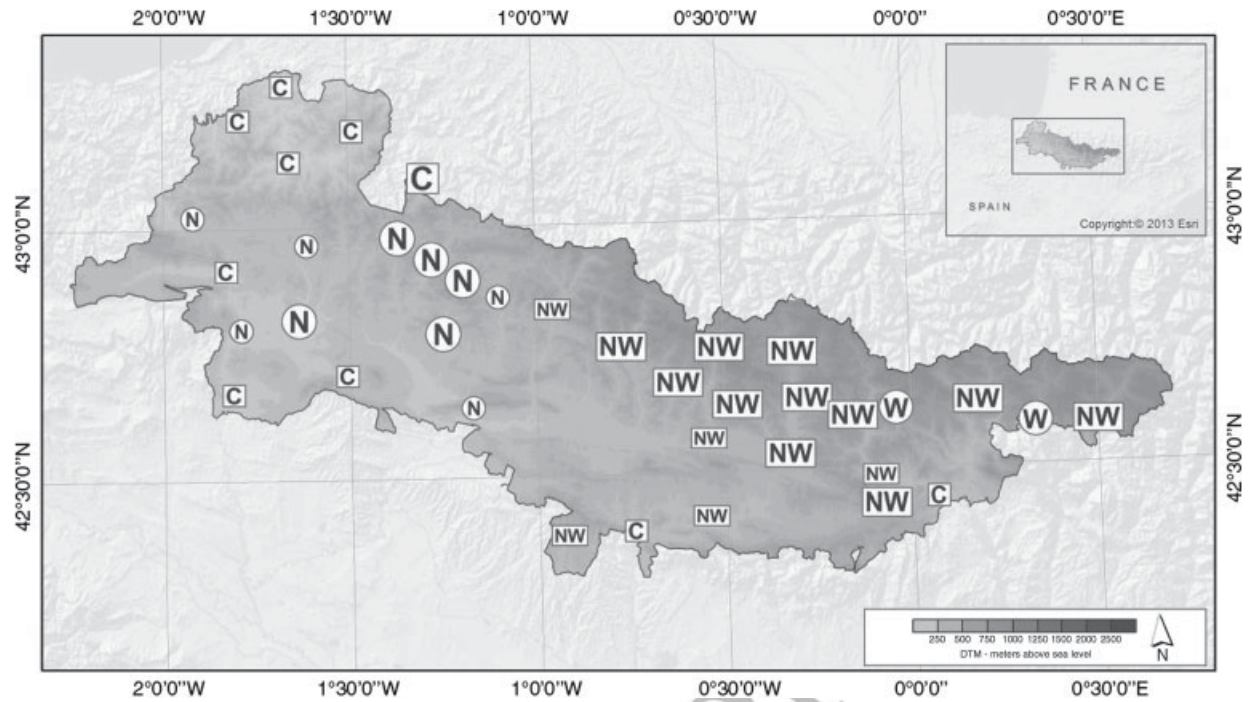 2°0'0"W 1°30'0"W 1°0'0"W 0°30'0"W 0°0'0" 0°30'0"E
FRANCE
SPAIN
Copyright:© 2013 Esri
43°0'0"N
43°0'0"N
42°30'0"N
42°30'0"N
C
C
C
C
C
N
N
N
N
C
N
N
NW
N
N
N
NW NW NW
C
NW
NW
C
NW
NW
N
NW
W
NW
W
NW
NW
NW
NW
NW
C
NW
C
NW
250 500 750 1000 1250 1500 2000 2500
DTM - meters above sea level
N
2°0'0"W 1°30'0"W 1°0'0"W 0°30'0"W 0°0'0" 0°30'0"E